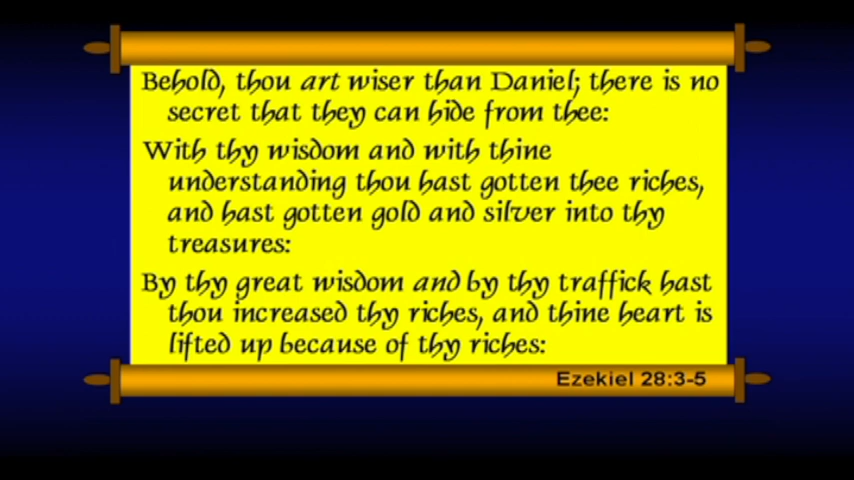 Behold, thou art wiser than Daniel; there is no
secret that they can hide from thee:
With thy wisdom and with thine
understanding thou hast gotten thee riches,
and hast gotten gold and silver into thy
treasures:
By thy great wisdom and by thy traffick hast
thou increased thy riches, and thine heart is
lifted up because of thy riches:
Ezekiel 28:3-5